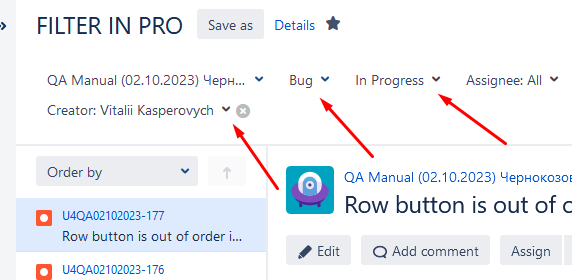 FILTER IN PRO Save as Details
QA Manual (02.10.2023) Черн... Bug In Progress Assignee: All
Creator: Vitalii Kasperovych
Order by
U4QA02102023-177
Row button is out of order i...
U4QA02102023-176
QA Manual (02.10.2023) Чернокозов
Row button is out of o
Edit Add comment Assign